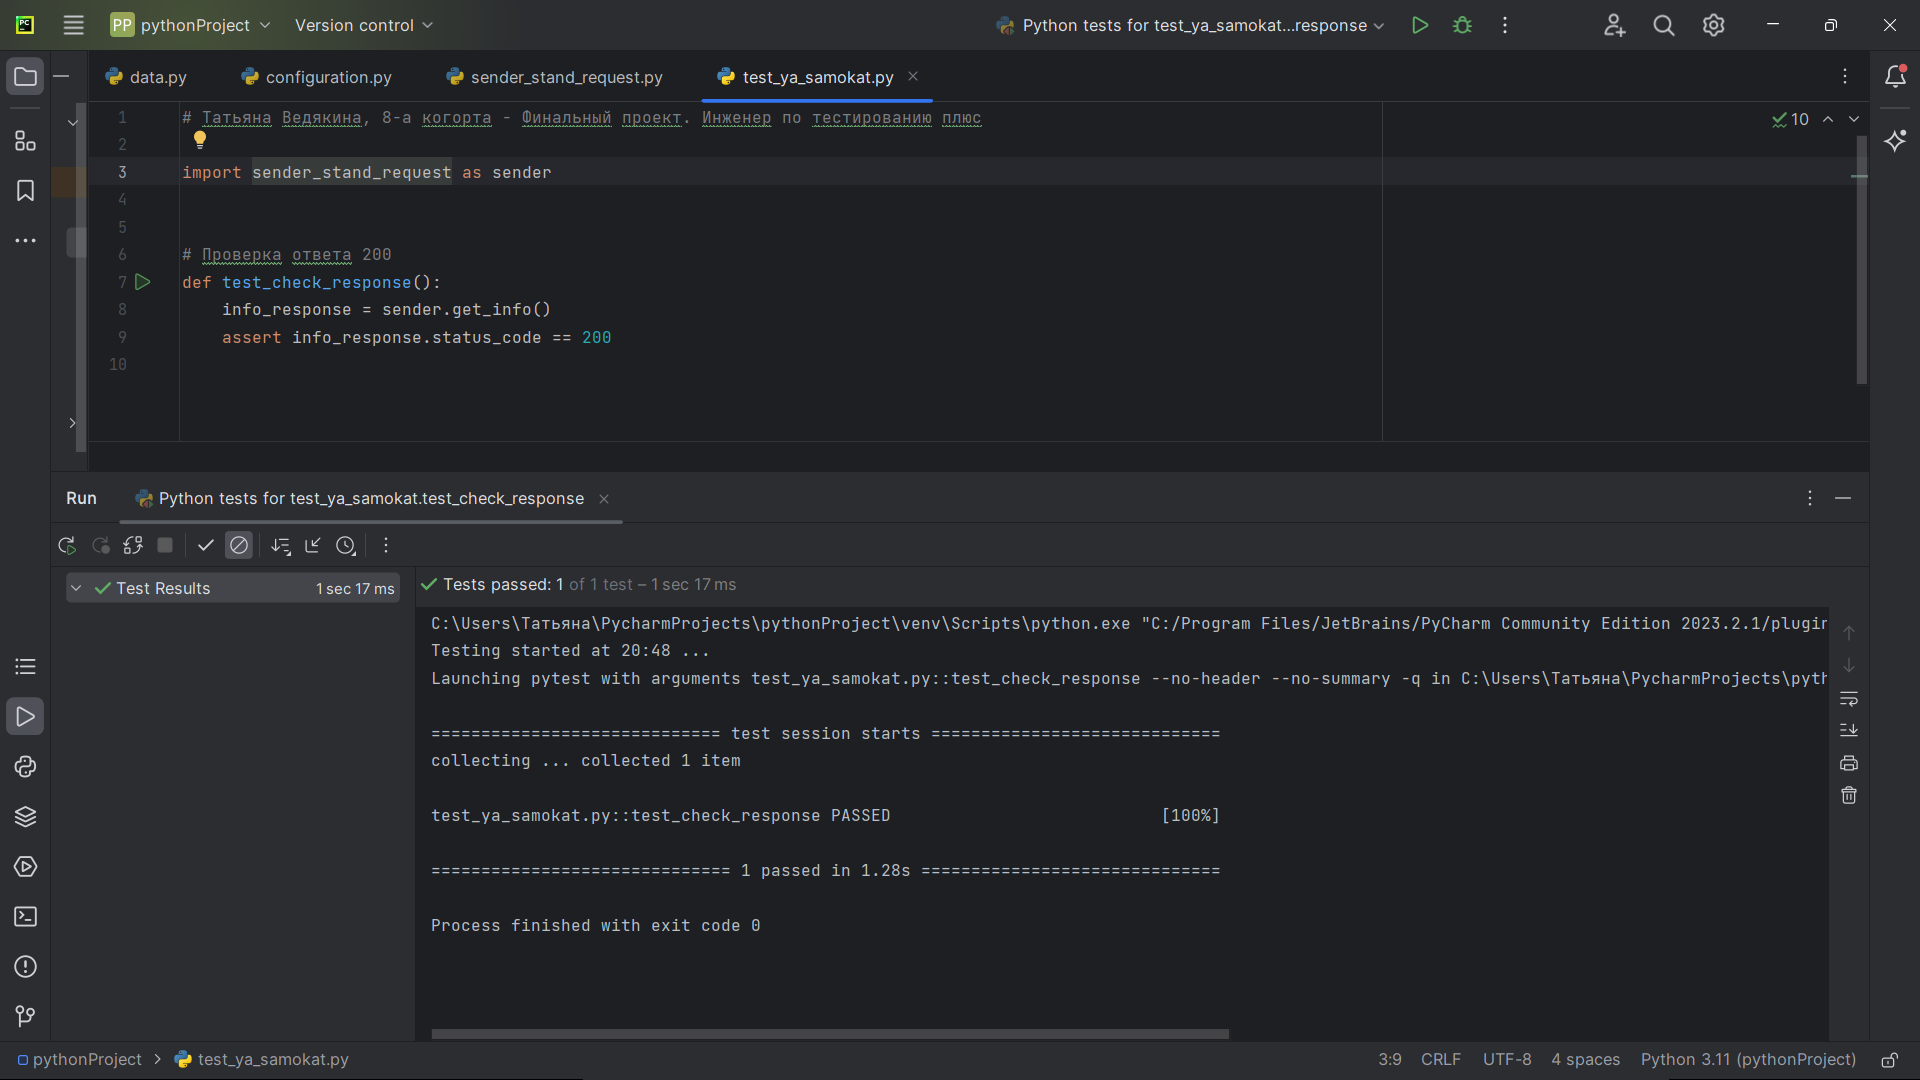 PP pythonProject Version control Python tests for test_ya_samokat...response
data.py configuration.py sender_stand_request.py test_ya_samokat.py
1 # Татьяна Ведякина, 8-а когорта - Финальный проект. Инженер по тестированию плюс
10
2
3 import sender_stand_request as sender
4
5
6 # Проверка ответа 200
7 def test_check_response():
8 info_response = sender.get_info()
9 assert info_response.status_code == 200
10
Run Python tests for test_ya_samokat.test_check_response
Test Results 1 sec 17 ms
Tests passed: 1 of 1 test – 1 sec 17 ms
C:\Users\Татьяна\PycharmProjects\pythonProject\venv\Scripts\python.exe "C:/Program Files/JetBrains/PyCharm Community Edition 2023.2.1/plugin
Testing started at 20:48 ...
Launching pytest with arguments test_ya_samokat.py::test_check_response --no-header --no-summary -q in C:\Users\Татьяна\PycharmProjects\pyth
============================= test session starts =============================
collecting ... collected 1 item
test_ya_samokat.py::test_check_response PASSED [100%]
============================== 1 passed in 1.28s ==============================
Process finished with exit code 0
pythonProject > test_ya_samokat.py 3:9 CRLF UTF-8 4 spaces Python 3.11 (pythonProject)